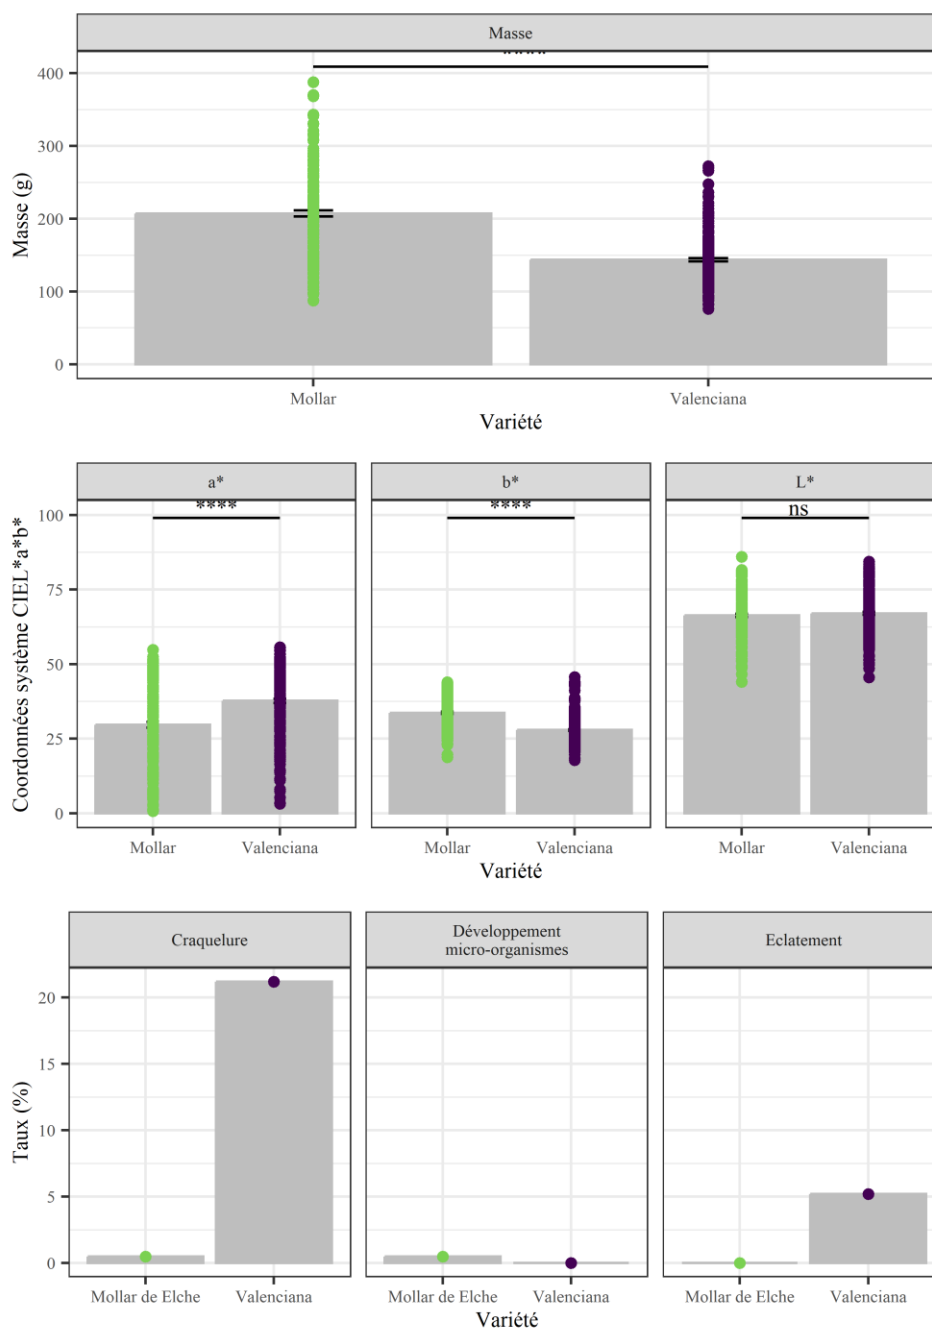 Masse
****
400
300
200
100
0
Masse (g)
Mollar Valenciana
Variété
a* b* L*
**** **** ns
100
75
50
25
0
Coordonnées système CIEL*a*b*
Mollar Valenciana Mollar Valenciana Mollar Valenciana
Variété
Craquelure
Développement
micro-organismes
Eclatement
20
15
10
5
0
Taux (%)
Mollar de Elche Valenciana Mollar de Elche Valenciana Mollar de Elche Valenciana
Variété